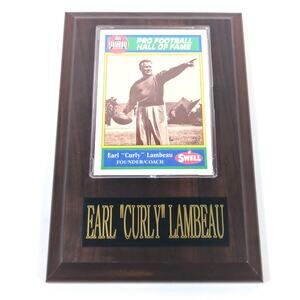 PRO FOOTBALL
HALL OF FAME
Earl "Curly" Lambeau
FOUNDER/COACH
SWELL
EARL "CURLY" LAMBEAU